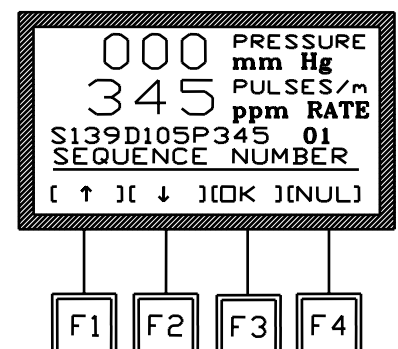 000 PRESSURE
mm Hg
345 PULSES/m
ppm RATE
S139D105P345 01
SEQUENCE NUMBER
[ ↑ ][ ↓ ][OK ][NUL]
F1 F2 F3 F4